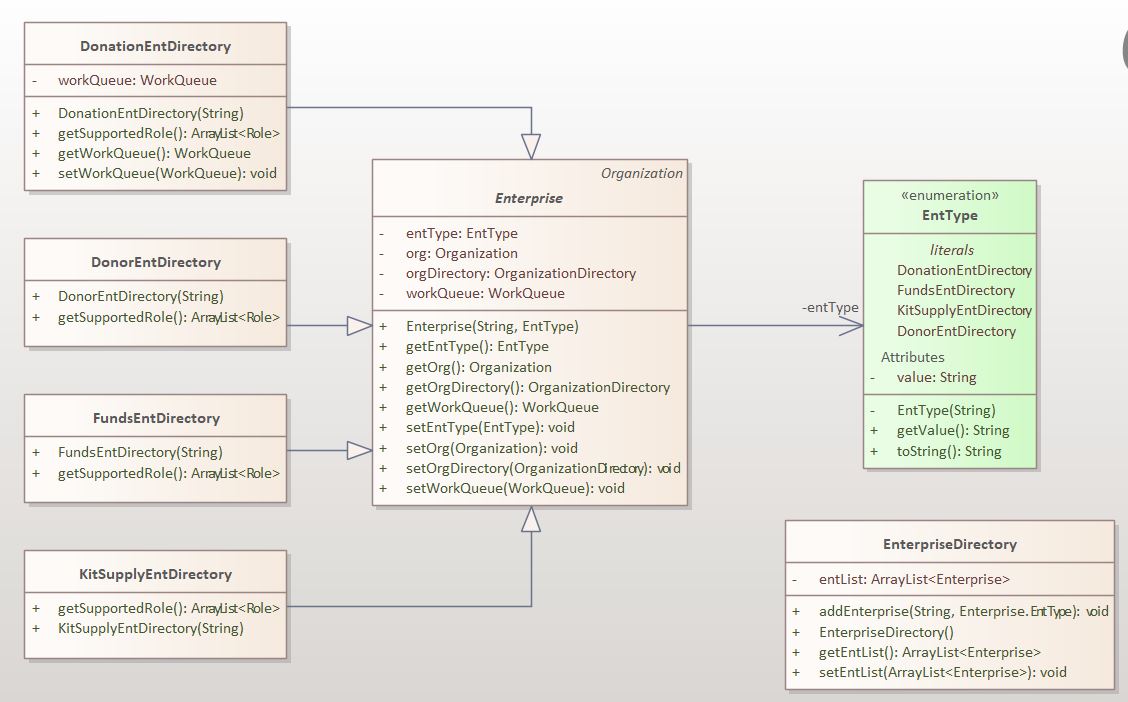 DonationEntDirectory
- workQueue: WorkQueue
+ DonationEntDirectory(String)
+ getSupportedRole(): ArrayList<Role>
+ getWorkQueue(): WorkQueue
+ setWorkQueue(WorkQueue): void
DonorEntDirectory
+ DonorEntDirectory(String)
+ getSupportedRole(): ArrayList<Role>
FundsEntDirectory
+ FundsEntDirectory(String)
+ getSupportedRole(): ArrayList<Role>
KitSupplyEntDirectory
+ getSupportedRole(): ArrayList<Role>
+ KitSupplyEntDirectory(String)
Organization
Enterprise
- entType: EntType
- org: Organization
- orgDirectory: OrganizationDirectory
- workQueue: WorkQueue
+ Enterprise(String, EntType)
+ getEntType(): EntType
+ getOrg(): Organization
+ getOrgDirectory(): OrganizationDirectory
+ getWorkQueue(): WorkQueue
+ setEntType(EntType): void
+ setOrg(Organization): void
+ setOrgDirectory(OrganizationDirectory): void
+ setWorkQueue(WorkQueue): void
-entType
«enumeration»
EntType
literals
DonationEntDirectory
FundsEntDirectory
KitSupplyEntDirectory
DonorEntDirectory
Attributes
- value: String
- EntType(String)
+ getValue(): String
+ toString(): String
EnterpriseDirectory
- entList: ArrayList<Enterprise>
+ addEnterprise(String, Enterprise.EntType): void
+ EnterpriseDirectory()
+ getEntList(): ArrayList<Enterprise>
+ setEntList(ArrayList<Enterprise>): void